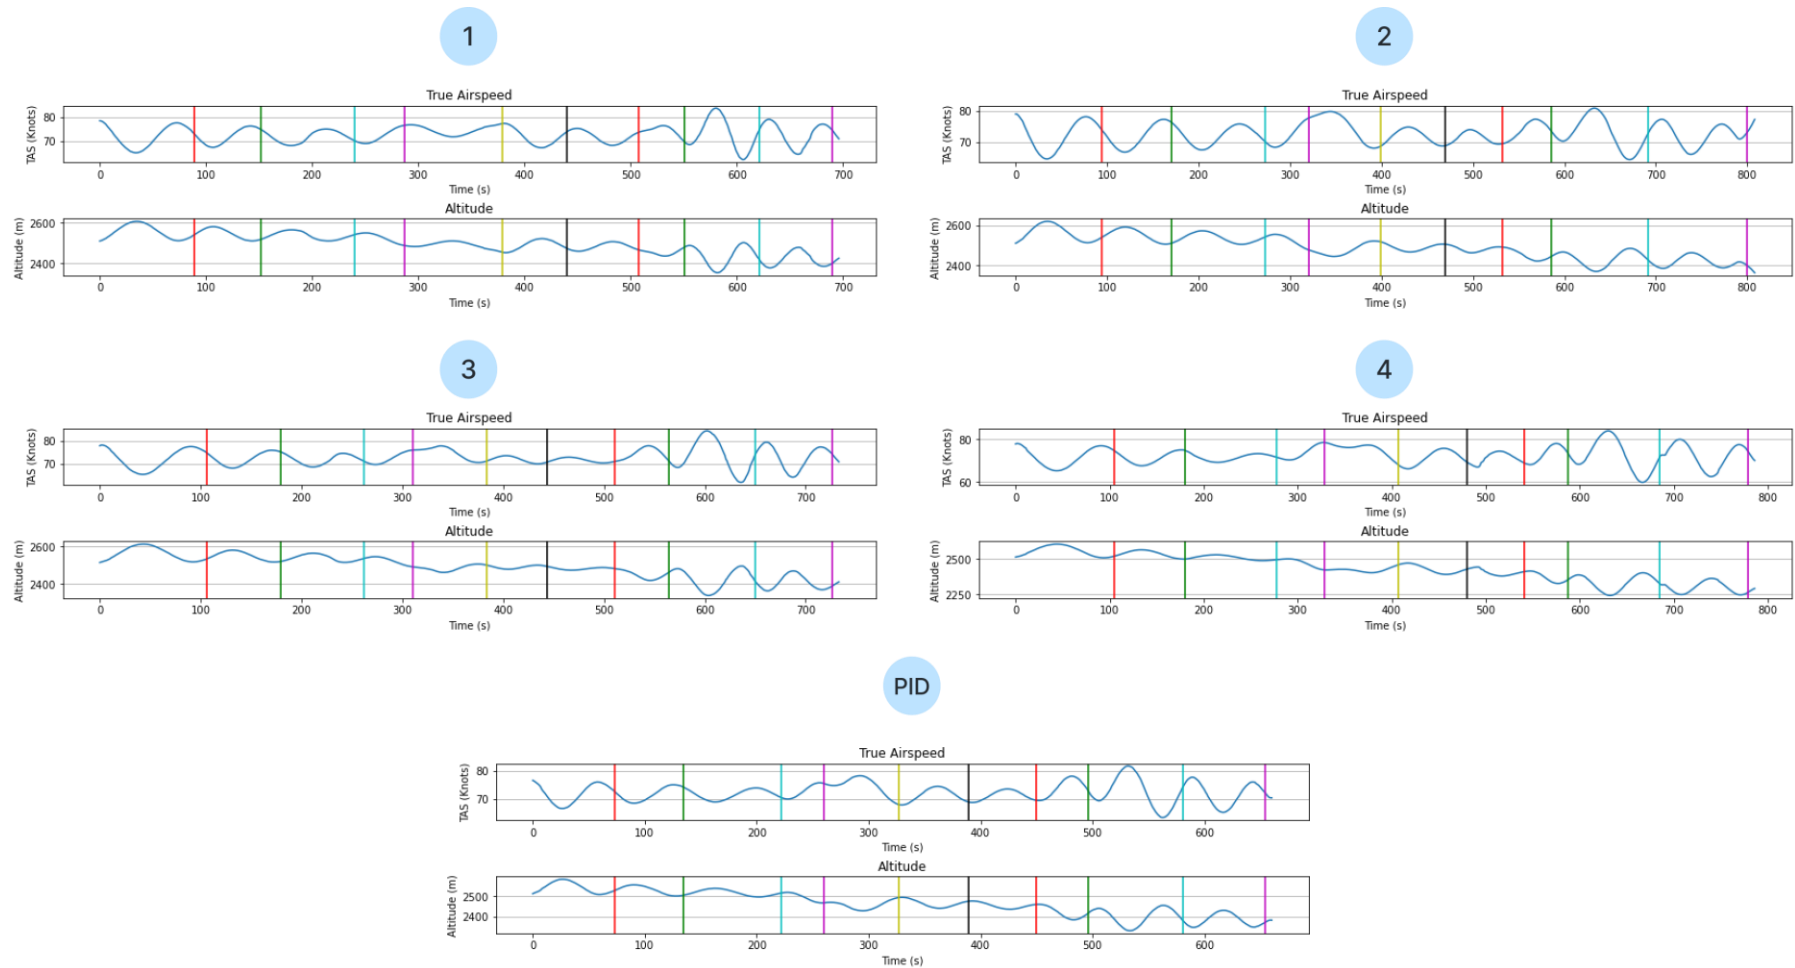 1
True Airspeed
TAS (Knots)
80
70
0 100 200 300 400 500 600 700
Time (s)
Altitude
Altitude (m)
2600
2400
0 100 200 300 400 500 600 700
Time (s)
2
True Airspeed
TAS (Knots)
80
70
0 100 200 300 400 500 600 700 800
Time (s)
Altitude
Altitude (m)
2600
2400
0 100 200 300 400 500 600 700 800
Time (s)
3
True Airspeed
TAS (Knots)
80
70
0 100 200 300 400 500 600 700
Time (s)
Altitude
Altitude (m)
2600
2400
0 100 200 300 400 500 600 700
Time (s)
4
True Airspeed
TAS (Knots)
80
60
0 100 200 300 400 500 600 700 800
Time (s)
Altitude
Altitude (m)
2500
2250
0 100 200 300 400 500 600 700 800
Time (s)
PID
True Airspeed
TAS (Knots)
80
70
0 100 200 300 400 500 600
Time (s)
Altitude
Altitude (m)
2500
2400
0 100 200 300 400 500 600
Time (s)